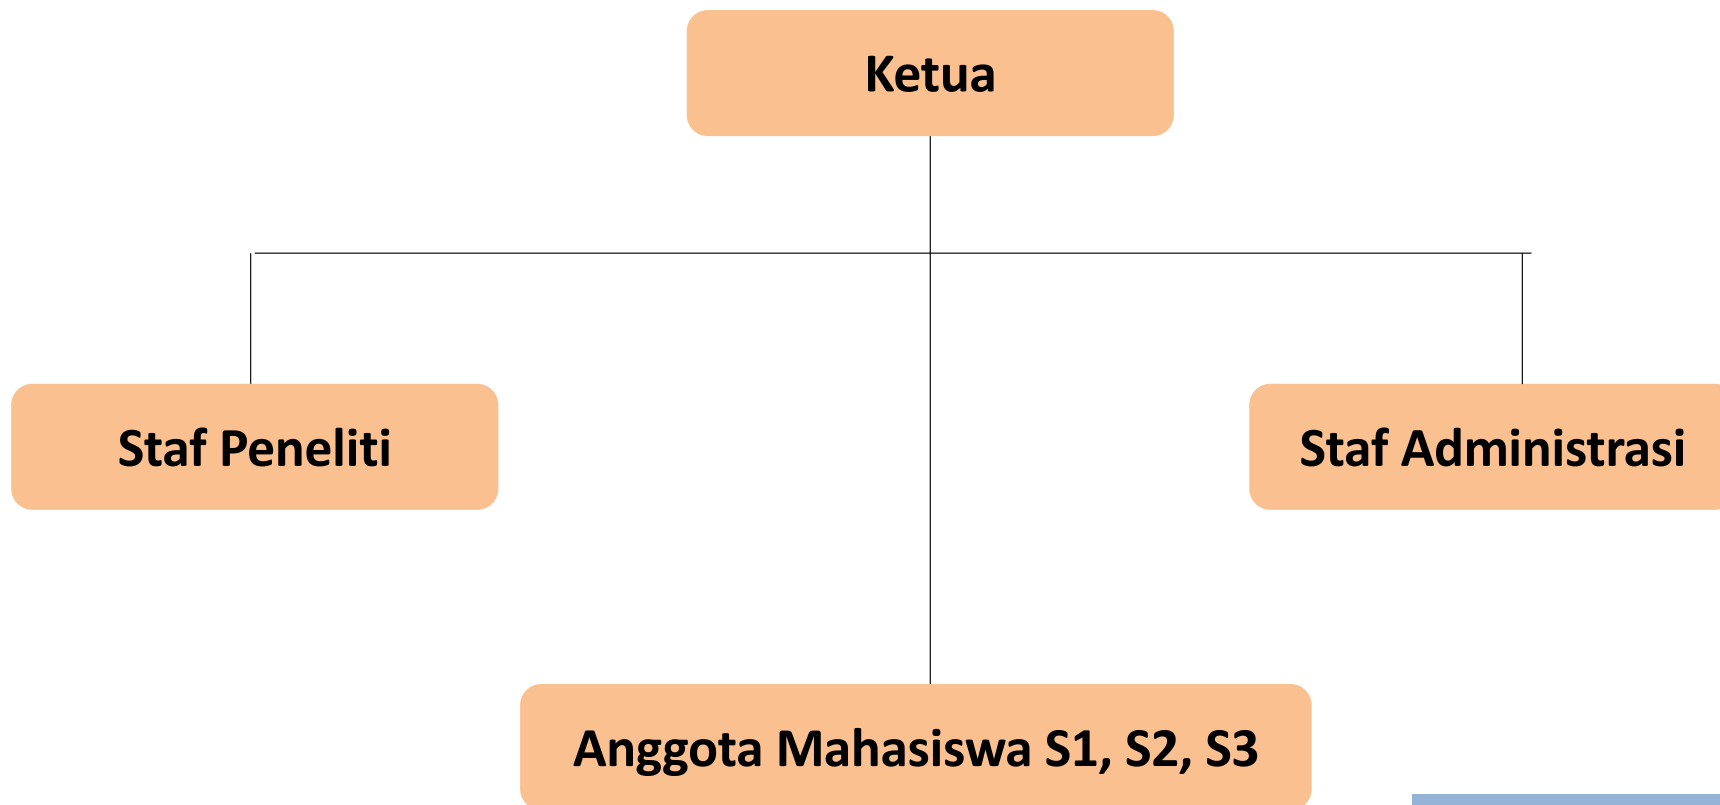 Ketua
Staf Peneliti
Staf Administrasi
Anggota Mahasiswa S1, S2, S3